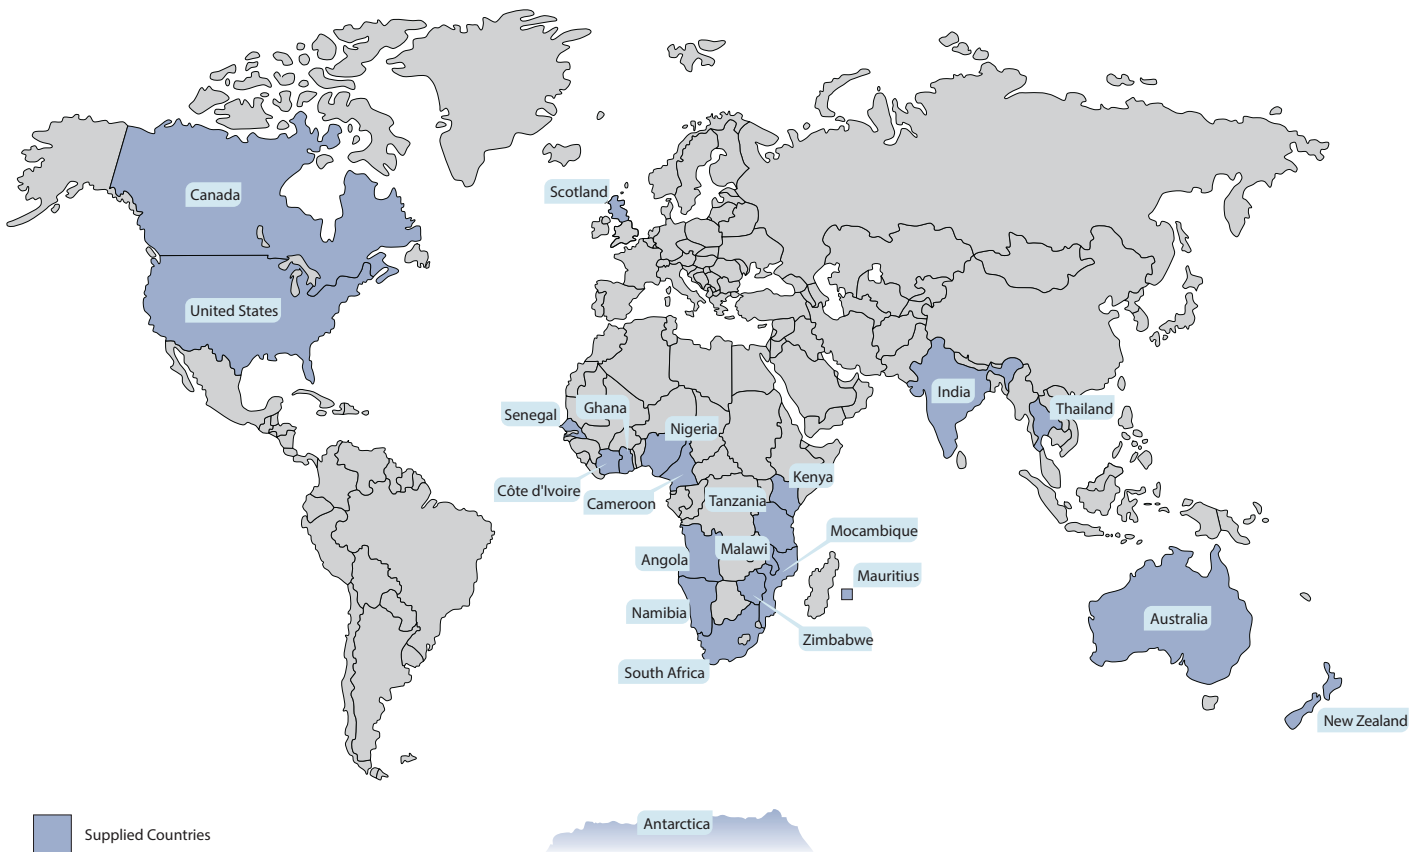 Scotland
Canada
United States
India
Ghana
Thailand
Senegal
Nigeria
Kenya
Côte d'Ivoire
Tanzania
Cameroon
Mocambique
Malawi
Angola
Mauritius
Namibia
Australia
Zimbabwe
South Africa
New Zealand
Antarctica
Supplied Countries